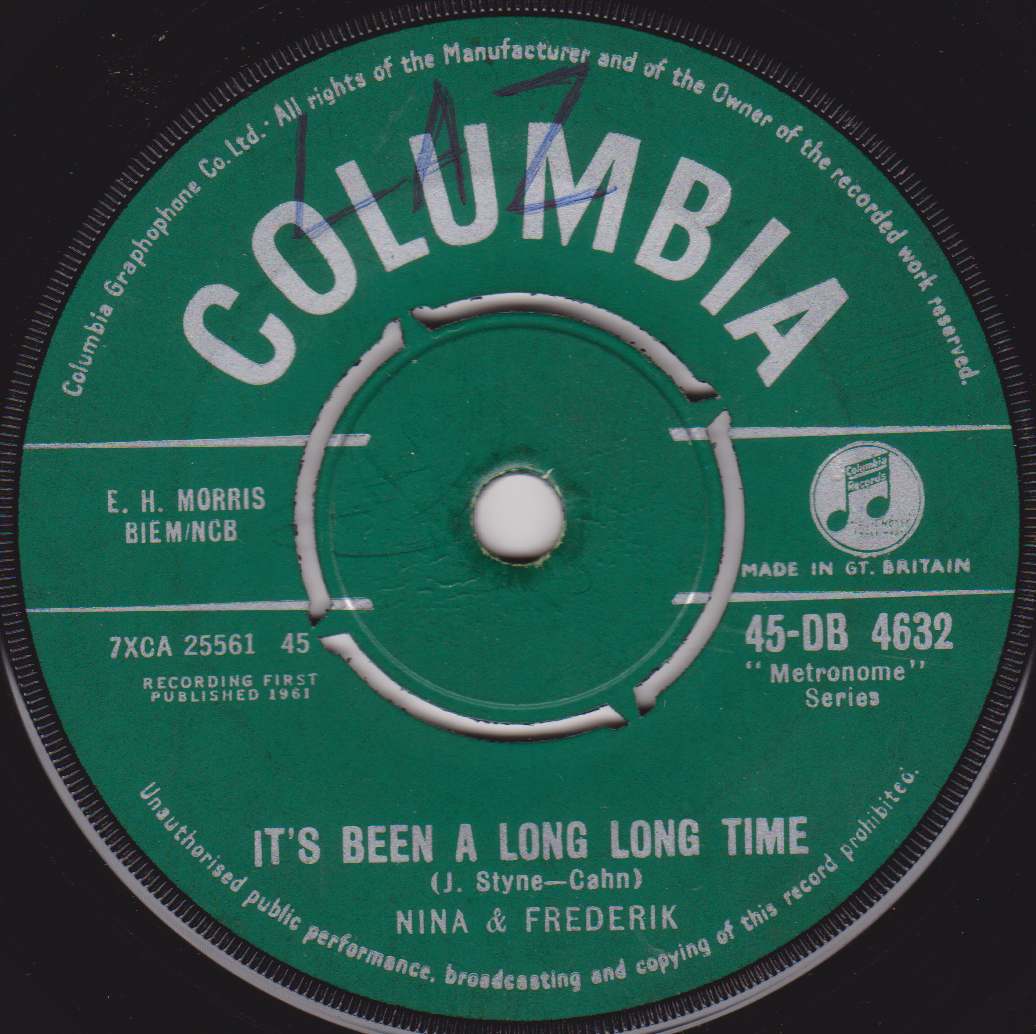 Columbia Graphophone Co. Ltd. · All rights of the Manufacturer and of the Owner of the recorded work reserved.
LAZ
COLUMBIA
E. H. MORRIS
BIEM/NCB
Columbia
Records
MADE IN GT. BRITAIN
7XCA 25561 45
RECORDING FIRST
PUBLISHED 1961
45-DB 4632
"Metronome"
Series
IT'S BEEN A LONG LONG TIME
(J. Styne—Cahn)
NINA & FREDERIK
Unauthorised public performance, broadcasting and copying of this record prohibited.